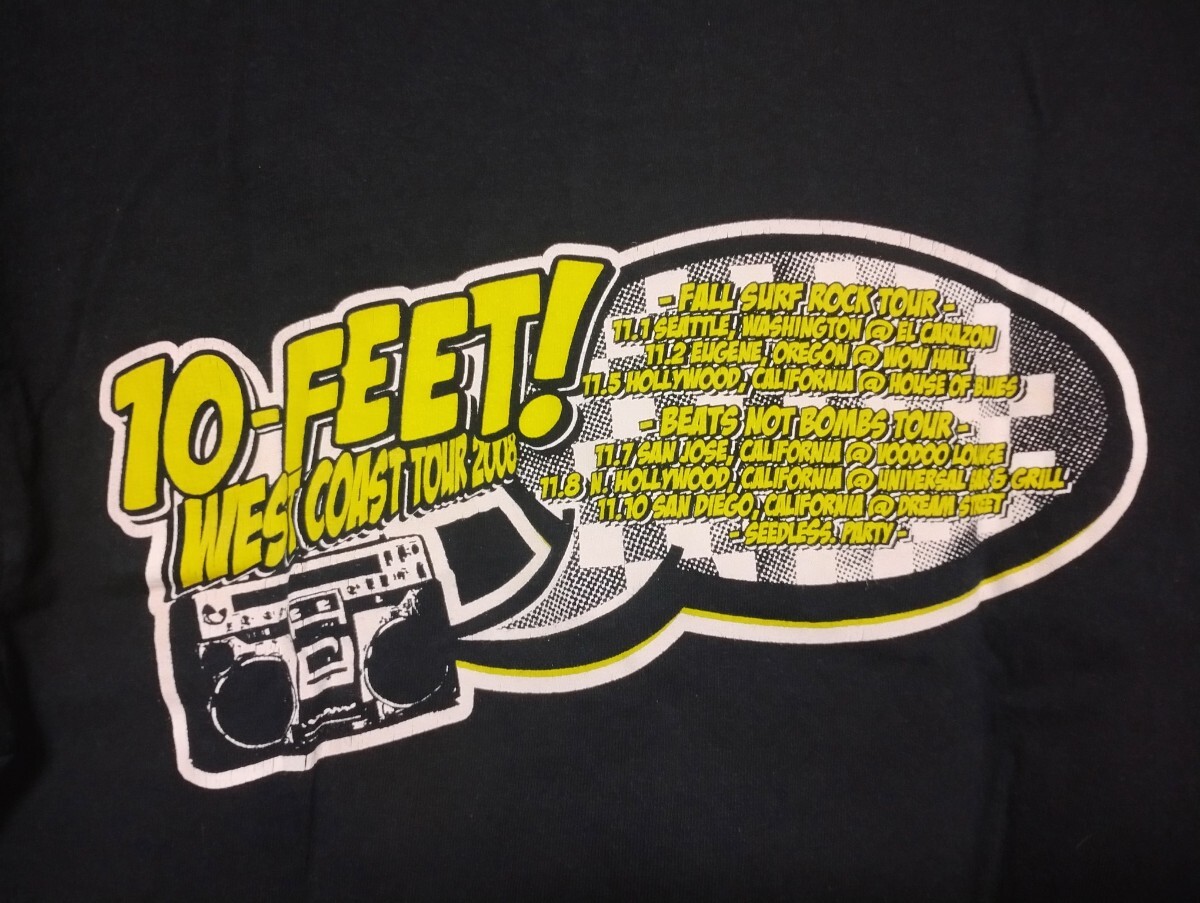 10-FEET!
WEST COAST TOUR 2008
- FALL SURF ROCK TOUR -
11.1 SEATTLE, WASHINGTON @ EL CARAZON
11.2 EUGENE, OREGON @ WOW HALL
11.5 HOLLYWOOD, CALIFORNIA @ HOUSE OF BLUES
- BEATS NOT BOMBS TOUR -
11.7 SAN JOSE, CALIFORNIA @ VOODOO LOUNGE
11.8 N. HOLLYWOOD, CALIFORNIA @ UNIVERSAL BAR & GRILL
11.10 SAN DIEGO, CALIFORNIA @ DREAM STREET
- SEEDLESS. PARTY -